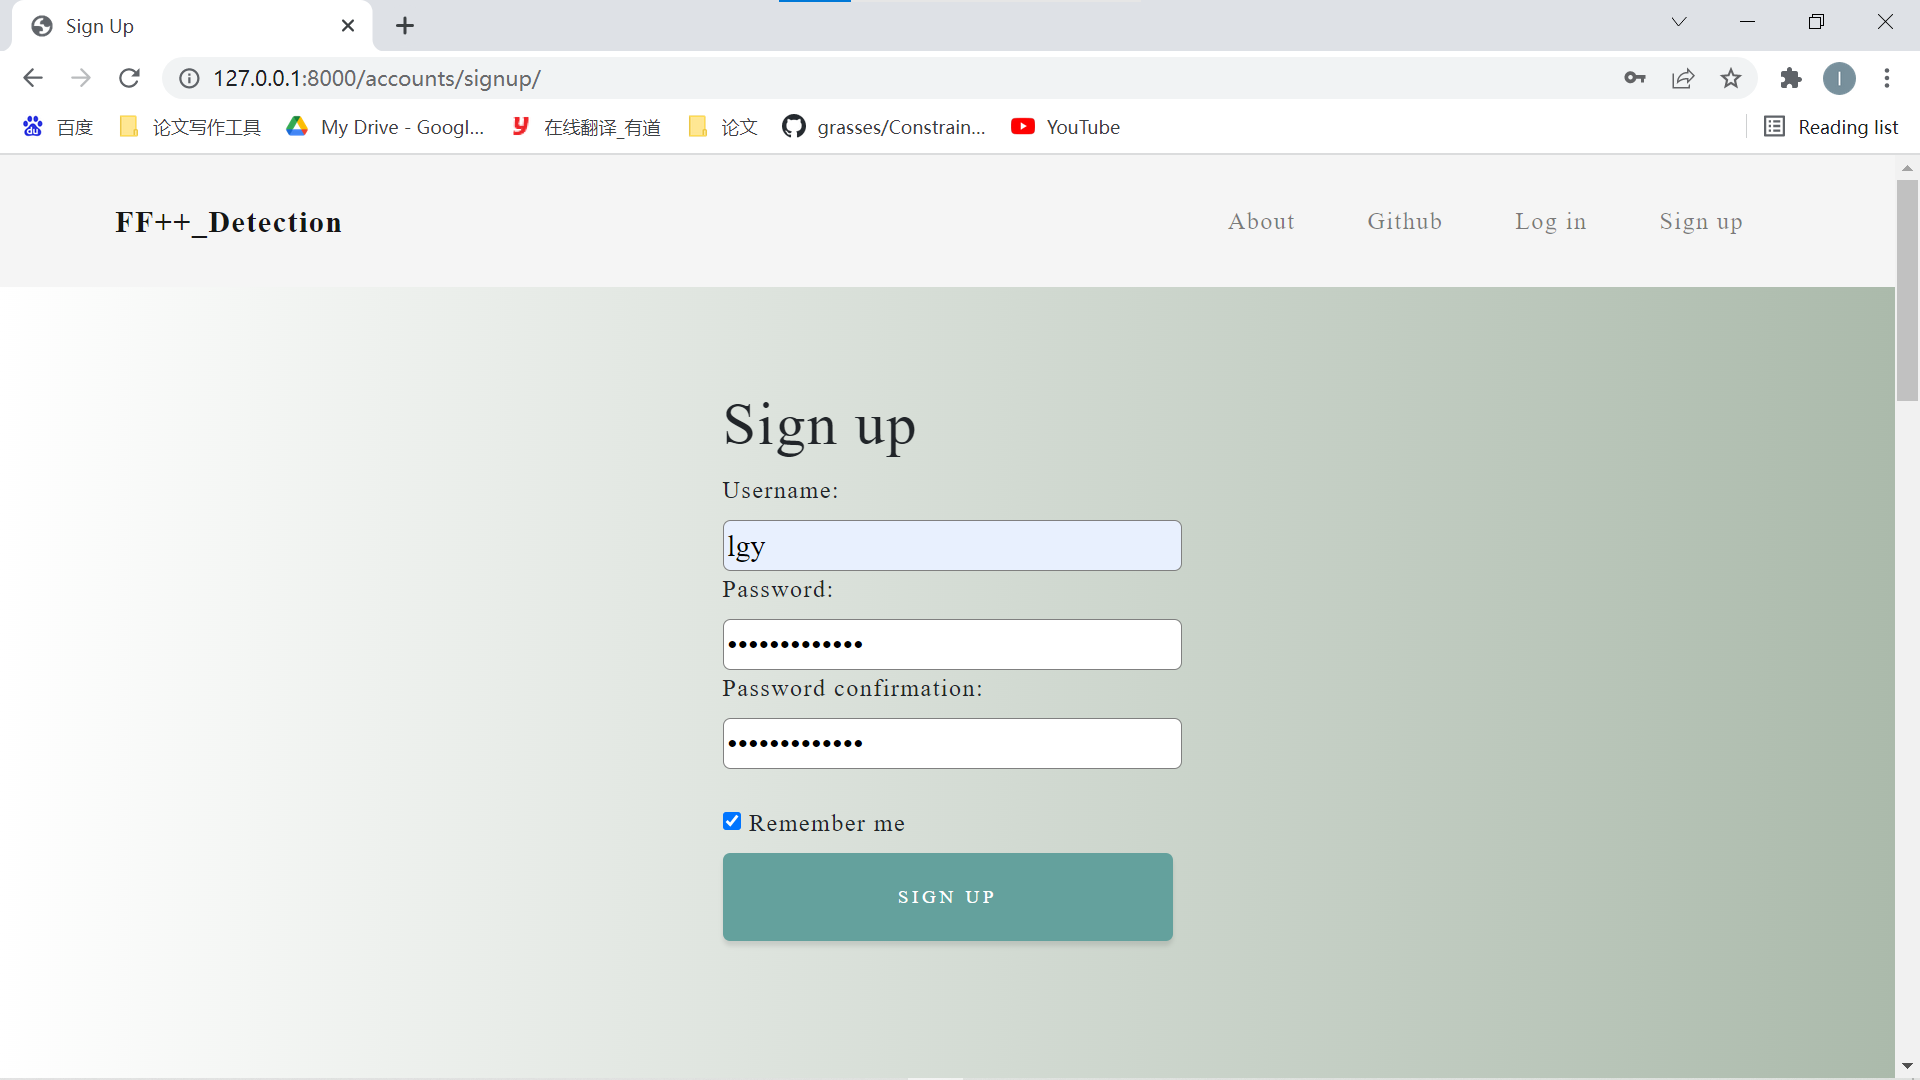 Sign Up
127.0.0.1:8000/accounts/signup/
I
百度 论文写作工具 My Drive - Googl... 在线翻译_有道 论文 grasses/Constrain... YouTube Reading list
FF++_Detection About Github Log in Sign up
Sign up
Username:
lgy
Password:
•••••••••••••
Password confirmation:
•••••••••••••
Remember me
SIGN UP